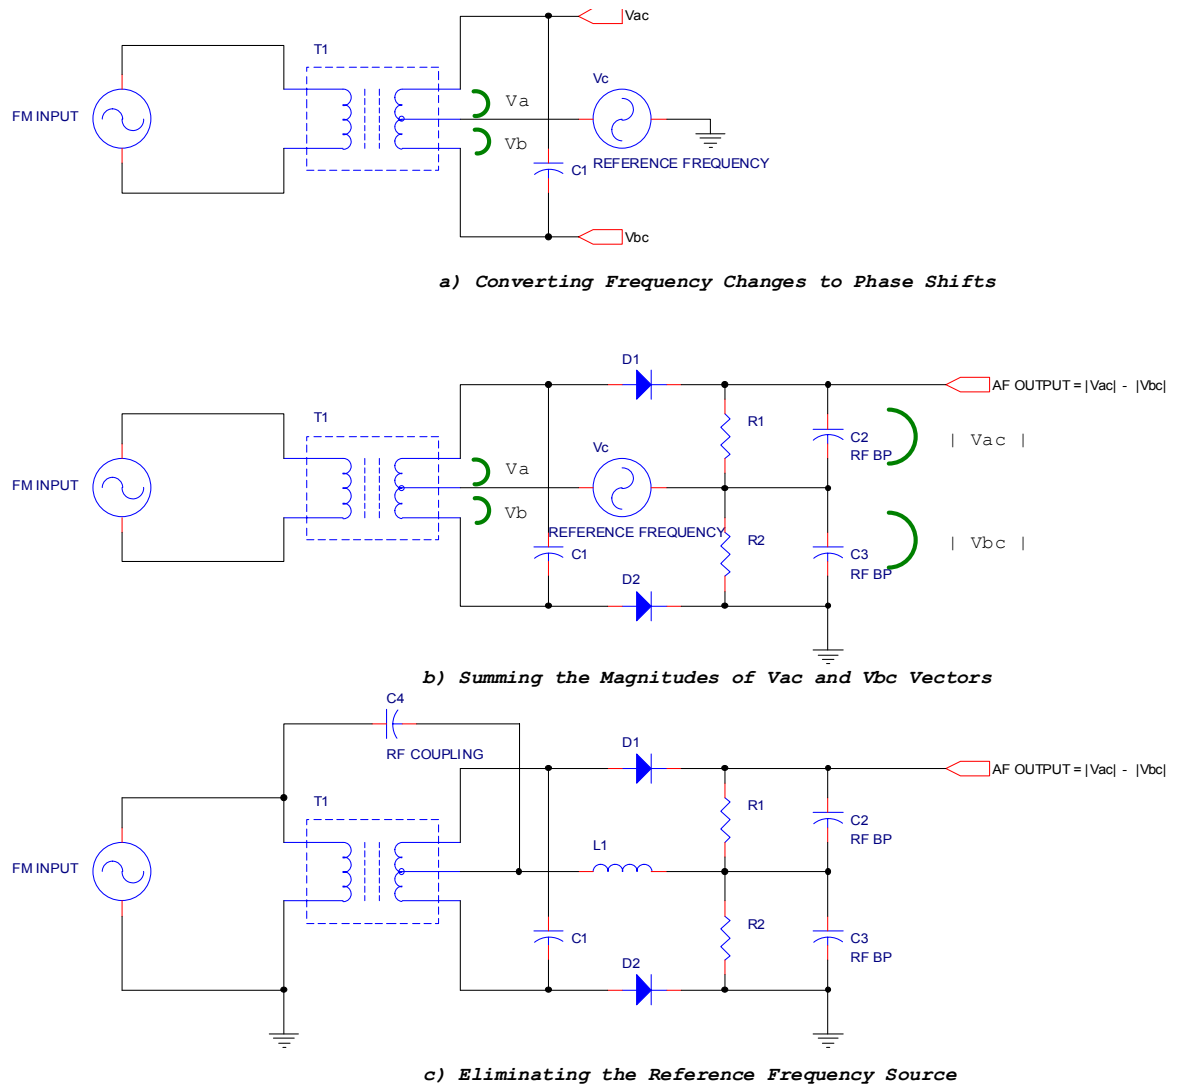 Vac
T1
Vc
FM INPUT
Va
Vb
REFERENCE FREQUENCY
C1
Vbc
a) Converting Frequency Changes to Phase Shifts
D1
AF OUTPUT = |Vac| - |Vbc|
T1
R1
C2
RF BP
| Vac |
Vc
Va
FM INPUT
Vb
REFERENCE FREQUENCY
R2
C1
C3
RF BP
| Vbc |
D2
b) Summing the Magnitudes of Vac and Vbc Vectors
C4
RF COUPLING
D1
AF OUTPUT = |Vac| - |Vbc|
T1
R1
C2
RF BP
L1
FM INPUT
R2
C1
C3
RF BP
D2
c) Eliminating the Reference Frequency Source